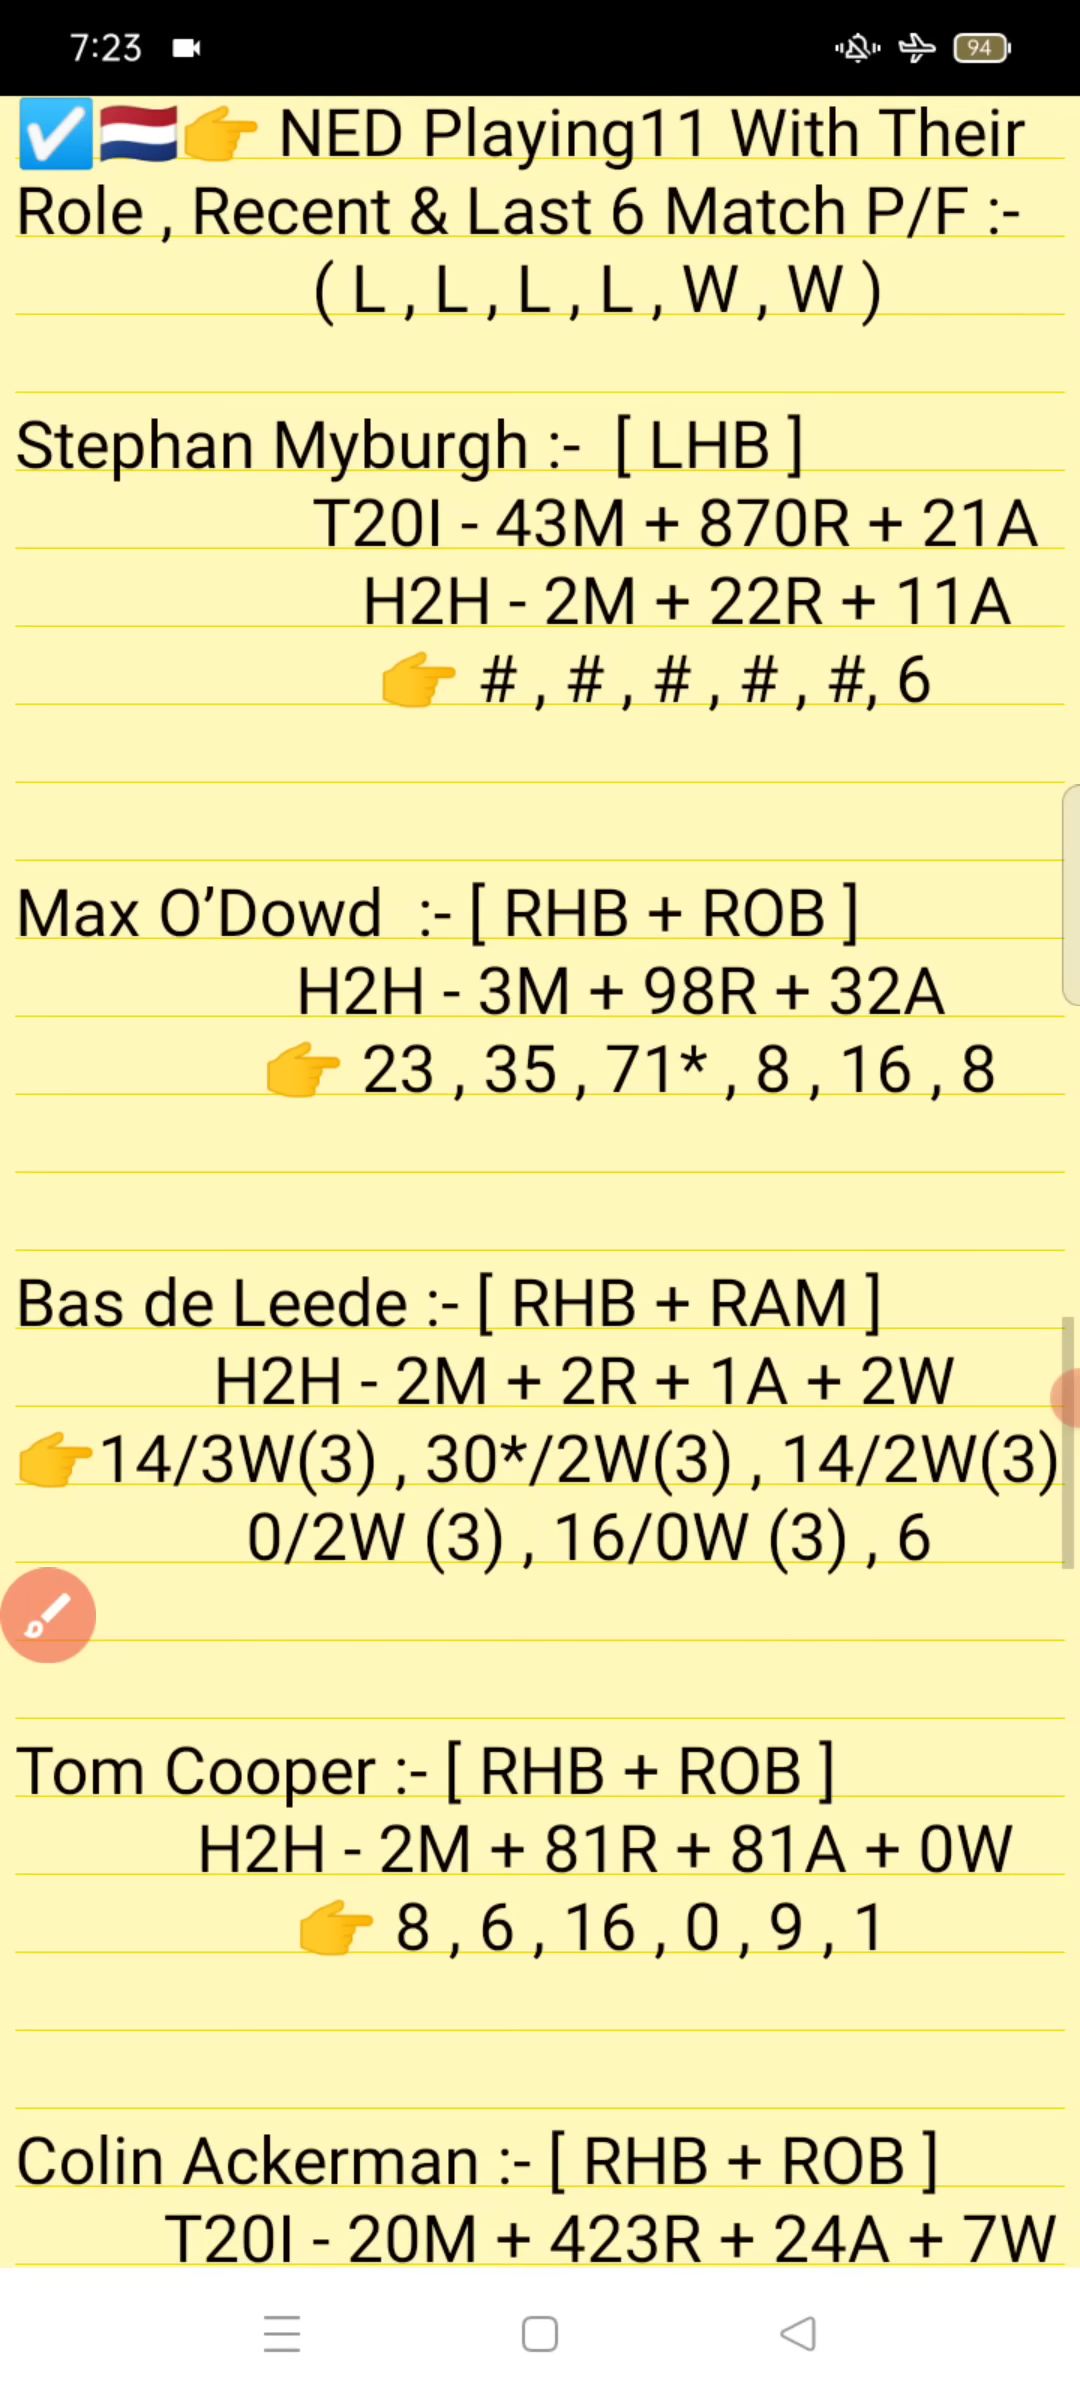 7:23
94
☑️🇳🇱👉 NED Playing11 With Their
Role , Recent & Last 6 Match P/F :-
( L , L , L , L , W , W )
Stephan Myburgh :- [ LHB ]
T20I - 43M + 870R + 21A
H2H - 2M + 22R + 11A
👉 # , # , # , # , #, 6
Max O’Dowd :- [ RHB + ROB ]
H2H - 3M + 98R + 32A
👉 23 , 35 , 71* , 8 , 16 , 8
Bas de Leede :- [ RHB + RAM ]
H2H - 2M + 2R + 1A + 2W
👉14/3W(3) , 30*/2W(3) , 14/2W(3)
0/2W (3) , 16/0W (3) , 6
Tom Cooper :- [ RHB + ROB ]
H2H - 2M + 81R + 81A + 0W
👉 8 , 6 , 16 , 0 , 9 , 1
Colin Ackerman :- [ RHB + ROB ]
T20I - 20M + 423R + 24A + 7W